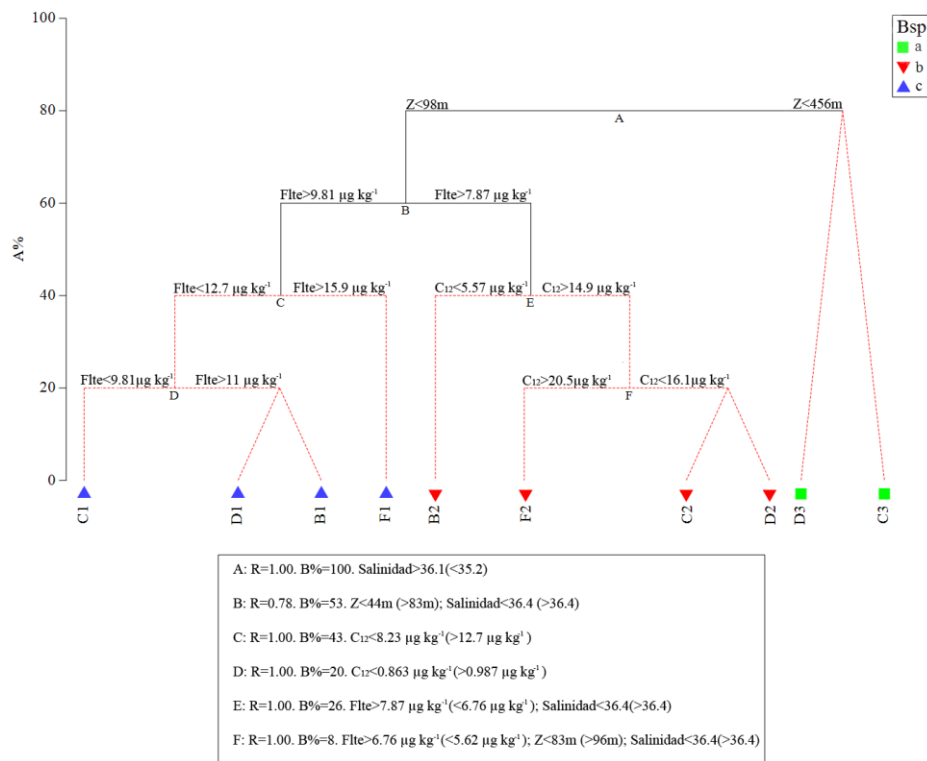 100
Bsp
a
b
c
Z<98m
Z<456m
80
A
Flte>9.81 µg kg⁻¹
Flte>7.87 µg kg⁻¹
60
B
A%
Flte<12.7 µg kg⁻¹
Flte>15.9 µg kg⁻¹
C₁₂<5.57 µg kg⁻¹
C₁₂>14.9 µg kg⁻¹
40
C
E
Flte<9.81µg kg⁻¹
Flte>11 µg kg⁻¹
C₁₂>20.5µg kg⁻¹
C₁₂<16.1µg kg⁻¹
20
D
F
0
C1
D1
B1
F1
B2
F2
C2
D2
D3
C3
A: R=1.00. B%=100. Salinidad>36.1(<35.2)
B: R=0.78. B%=53. Z<44m (>83m); Salinidad<36.4 (>36.4)
C: R=1.00. B%=43. C₁₂<8.23 µg kg⁻¹(>12.7 µg kg⁻¹)
D: R=1.00. B%=20. C₁₂<0.863 µg kg⁻¹(>0.987 µg kg⁻¹)
E: R=1.00. B%=26. Flte>7.87 µg kg⁻¹(<6.76 µg kg⁻¹); Salinidad<36.4(>36.4)
F: R=1.00. B%=8. Flte>6.76 µg kg⁻¹(<5.62 µg kg⁻¹); Z<83m (>96m); Salinidad<36.4(>36.4)